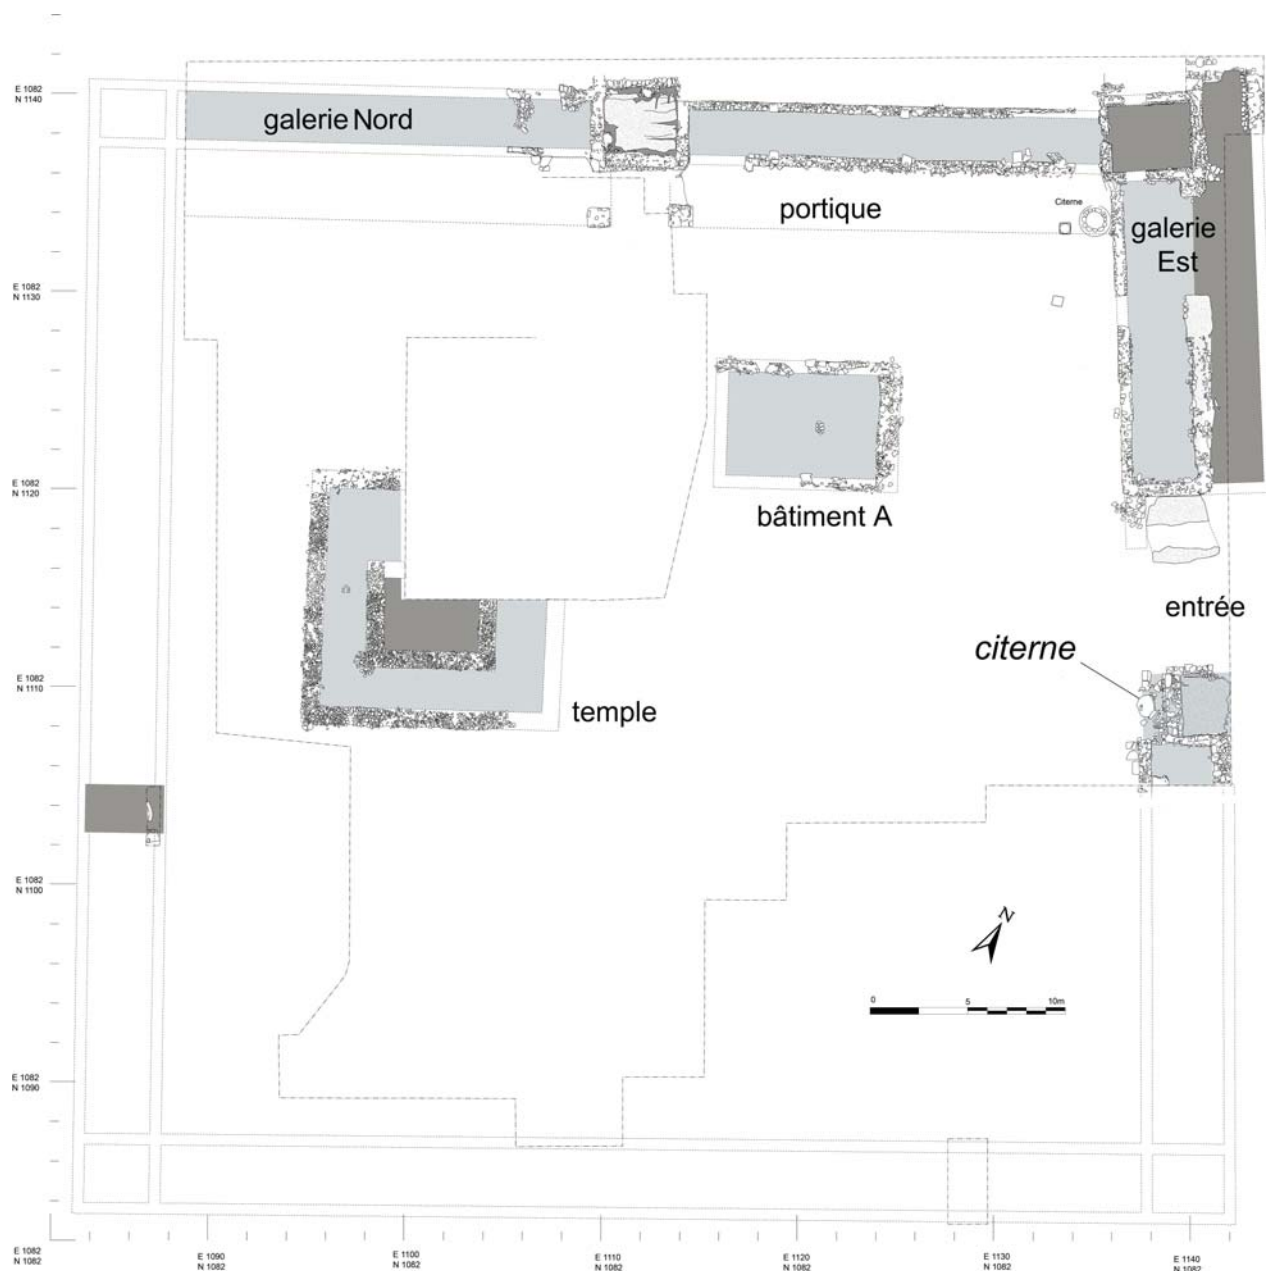 E 1082
N 1140
galerie Nord
portique
Citerne
galerie
Est
E 1082
N 1130
E 1082
N 1120
bâtiment A
entrée
citerne
E 1082
N 1110
temple
E 1082
N 1100
N
0 5 10m
E 1082
N 1090
E 1082
N 1082
E 1090
N 1082
E 1100
N 1082
E 1110
N 1082
E 1120
N 1082
E 1130
N 1082
E 1140
N 1082